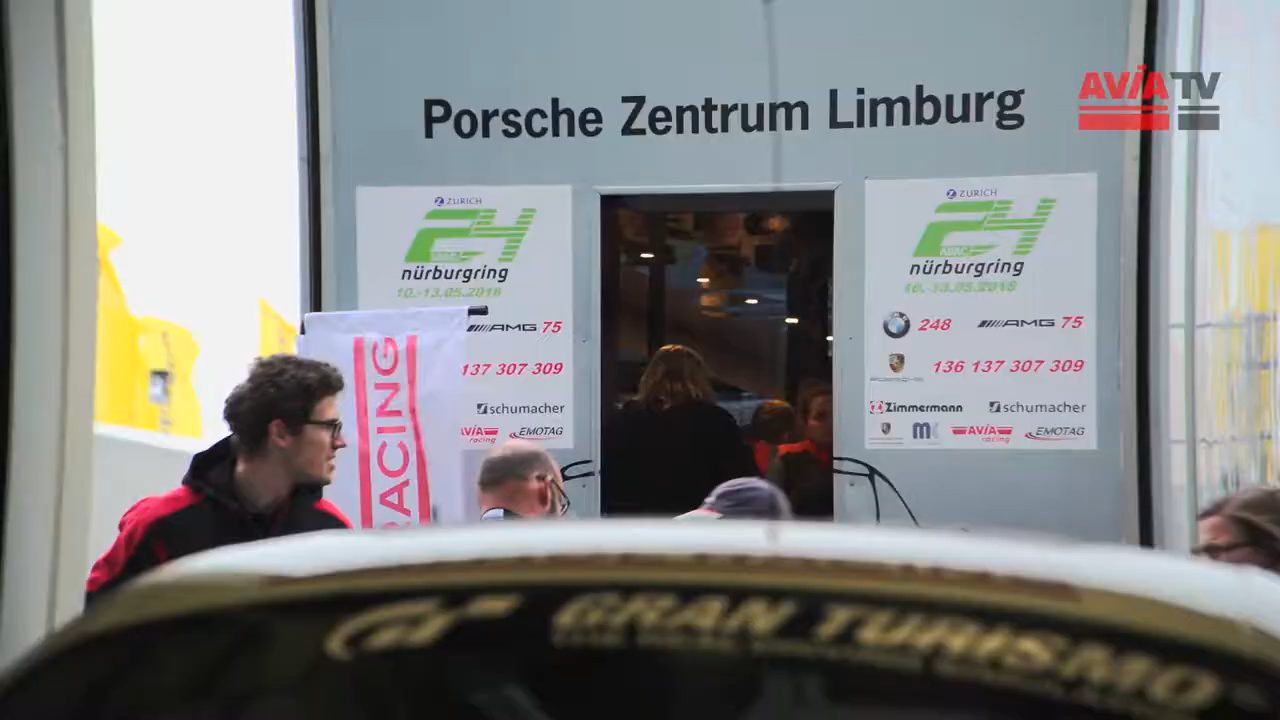 AVIA TV
Porsche Zentrum Limburg
ZURICH
24
nürburgring
10.-13.05.2018
AMG 75
137 307 309
schumacher
AVIA
racing
EMOTAG
RACING
ZURICH
24
nürburgring
10.-13.05.2018
248 AMG 75
136 137 307 309
Zimmermann schumacher
AVIA
racing
EMOTAG
GT GRAN TURISMO